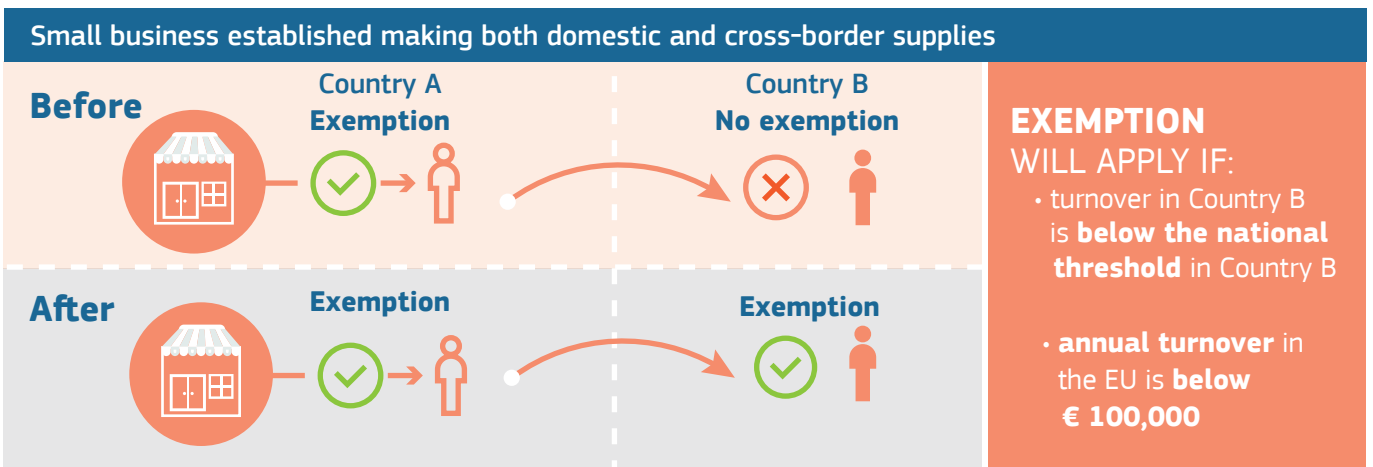 Small business established making both domestic and cross-border supplies
Before
Country A
Exemption
Country B
No exemption
After
Exemption
Exemption
EXEMPTION
WILL APPLY IF:
• turnover in Country B
is below the national
threshold in Country B
• annual turnover in
the EU is below
€ 100,000